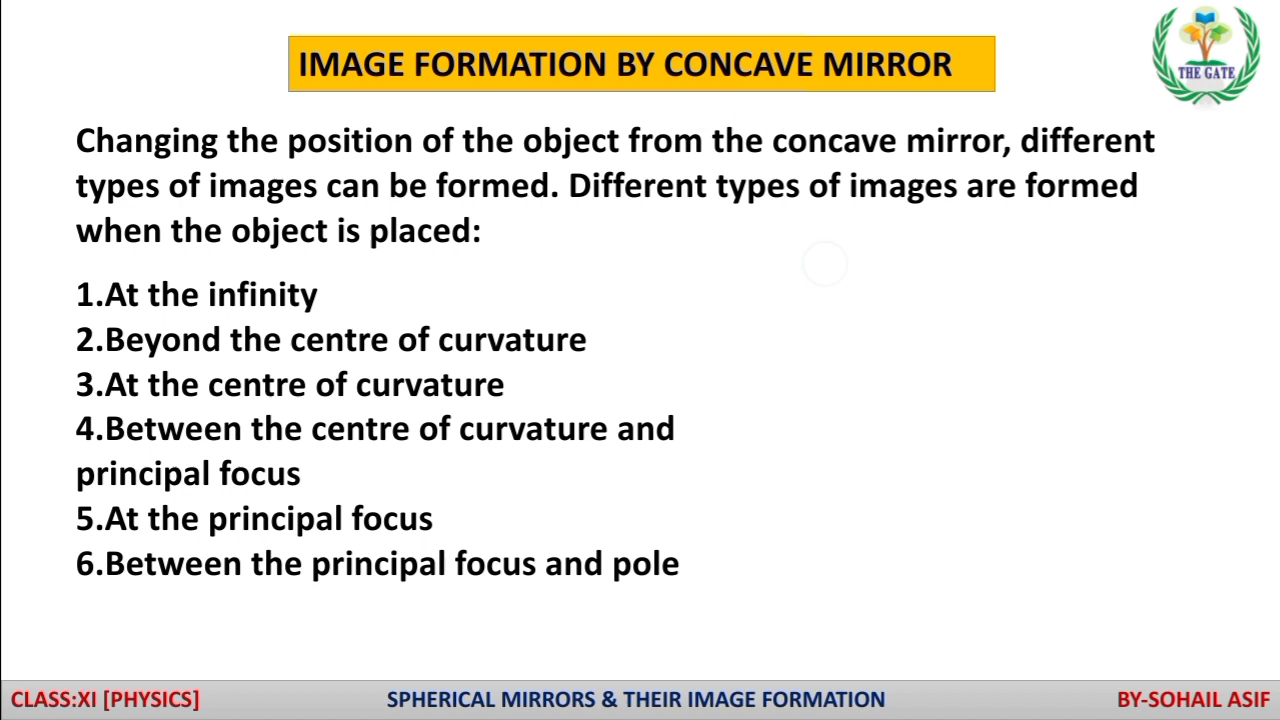 IMAGE FORMATION BY CONCAVE MIRROR
THE GATE
Changing the position of the object from the concave mirror, different
types of images can be formed. Different types of images are formed
when the object is placed:
1.At the infinity
2.Beyond the centre of curvature
3.At the centre of curvature
4.Between the centre of curvature and
principal focus
5.At the principal focus
6.Between the principal focus and pole
CLASS:XI [PHYSICS]
SPHERICAL MIRRORS & THEIR IMAGE FORMATION
BY-SOHAIL ASIF